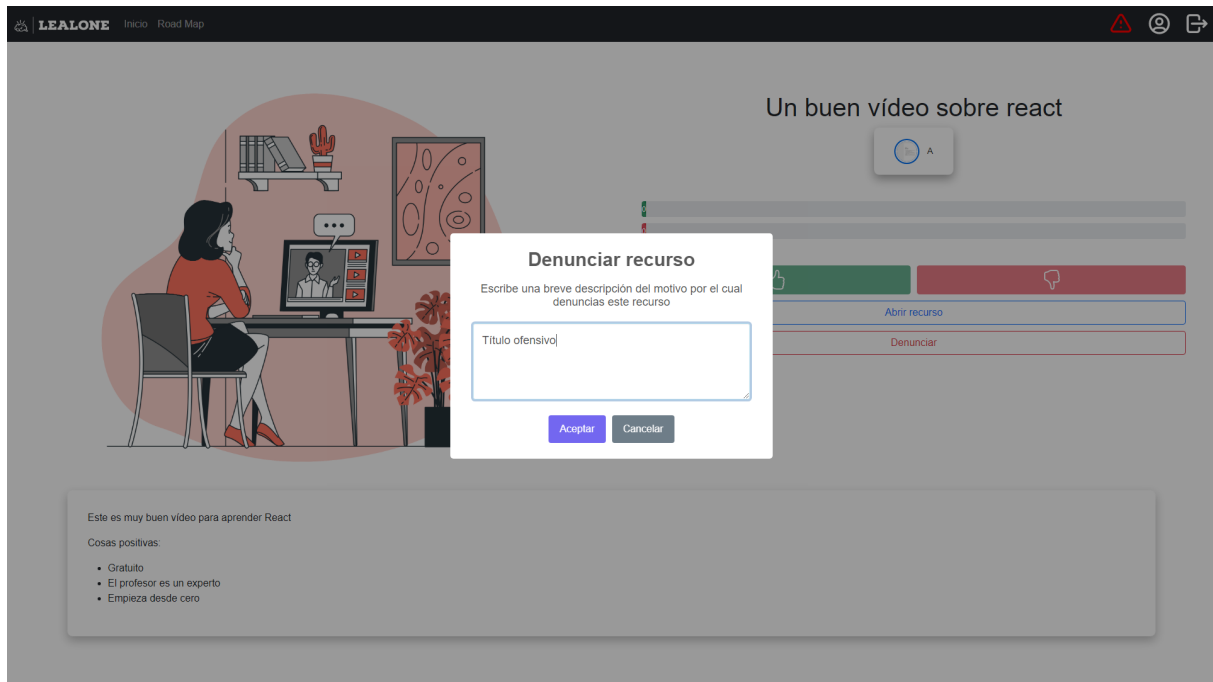 LEALONE Inicio Road Map
Un buen vídeo sobre react
A
Denunciar recurso
Escribe una breve descripción del motivo por el cual
denuncias este recurso
Título ofensivo
Aceptar Cancelar
Abrir recurso
Denunciar
Este es muy buen vídeo para aprender React
Cosas positivas:
• Gratuito
• El profesor es un experto
• Empieza desde cero